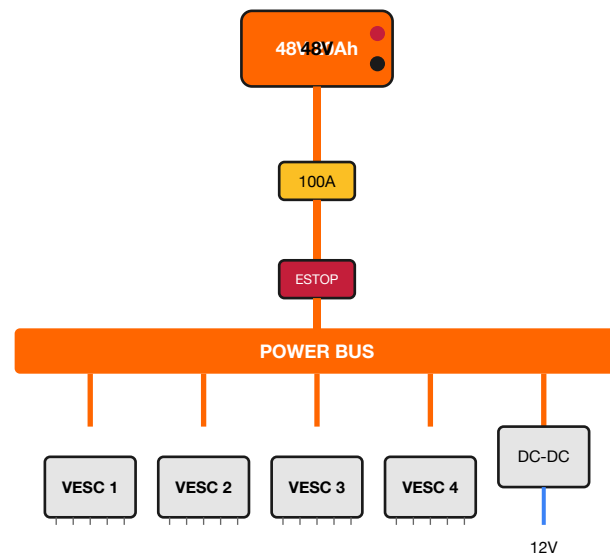 48V
100A
ESTOP
POWER BUS
VESC 1
VESC 2
VESC 3
VESC 4
DC-DC
12V